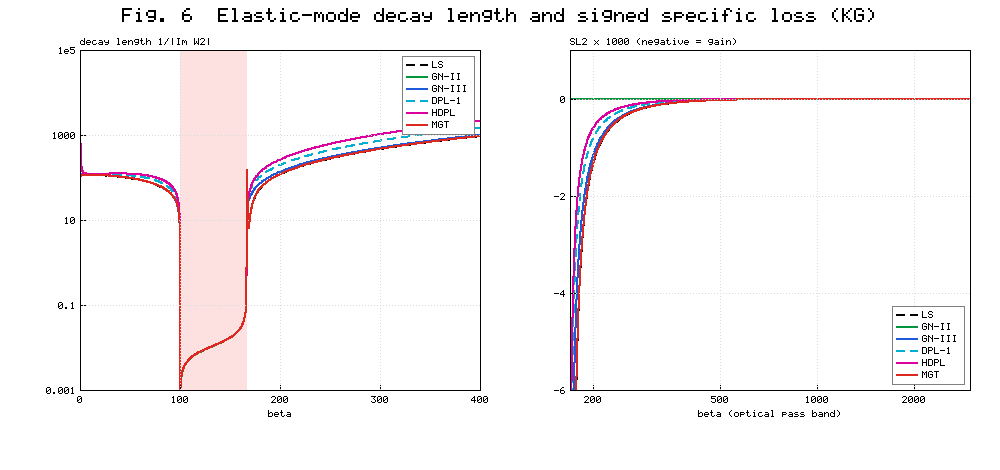 Fig. 6  Elastic-mode decay length and signed specific loss (KG)
decay length 1/|Im W2|
1e5
1000
10
0.1
0.001
0
100
200
300
400
beta
LS
GN-II
GN-III
DPL-1
HDPL
MGT
SL2 x 1000 (negative = gain)
0
-2
-4
-6
200
500
1000
2000
beta (optical pass band)
LS
GN-II
GN-III
DPL-1
HDPL
MGT